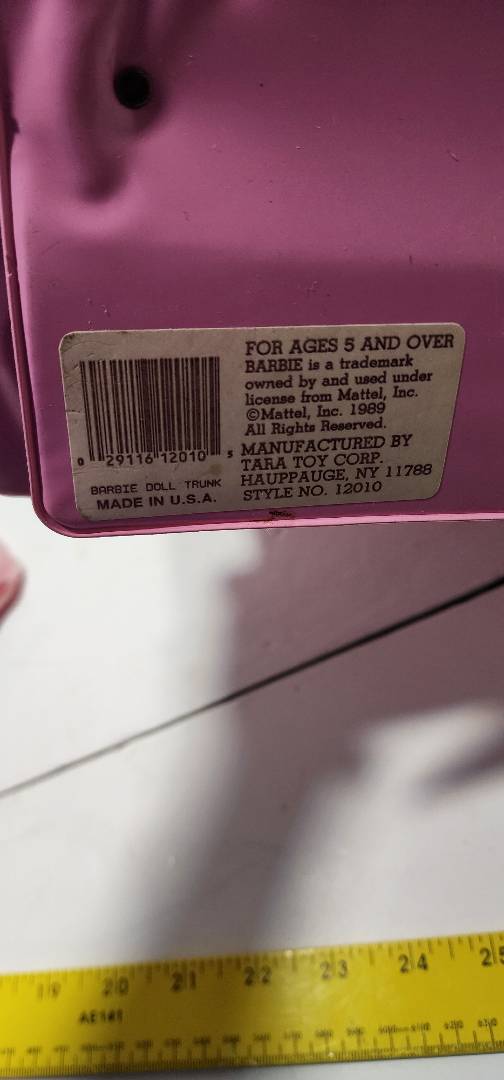 FOR AGES 5 AND OVER
BARBIE is a trademark
owned by and used under
license from Mattel, Inc.
©Mattel, Inc. 1989
All Rights Reserved.
MANUFACTURED BY
TARA TOY CORP.
HAUPPAUGE, NY 11788
STYLE NO. 12010
0 29116 12010 5
BARBIE DOLL TRUNK
MADE IN U.S.A.
19 20 21 22 23 24 25